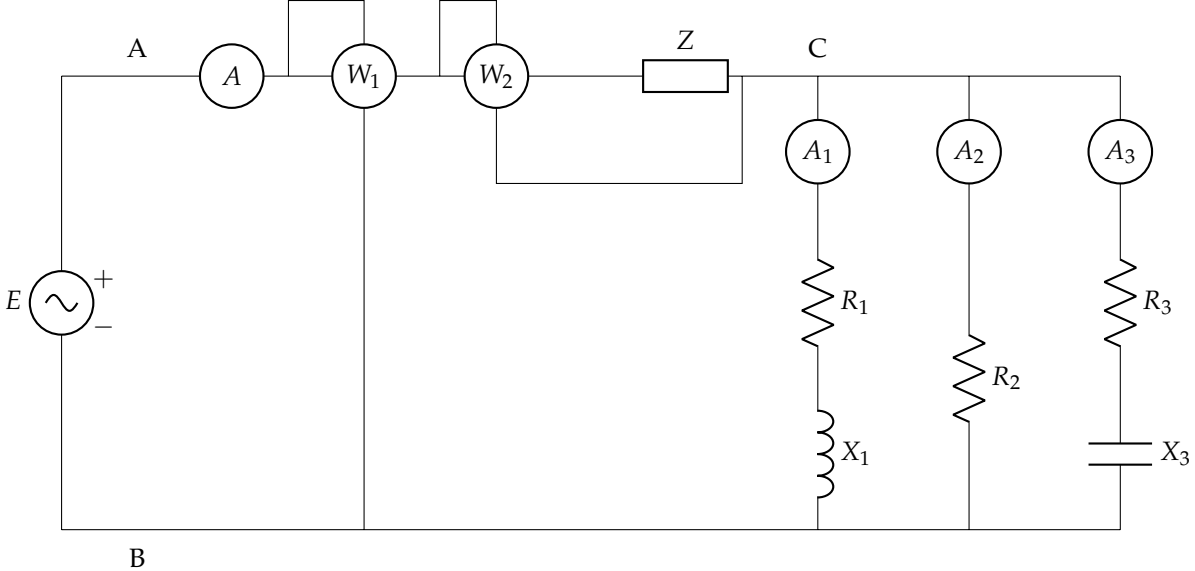 A
Z
C
A
W₁
W₂
A₁
A₂
A₃
E
+
−
R₁
R₃
R₂
X₁
X₃
B